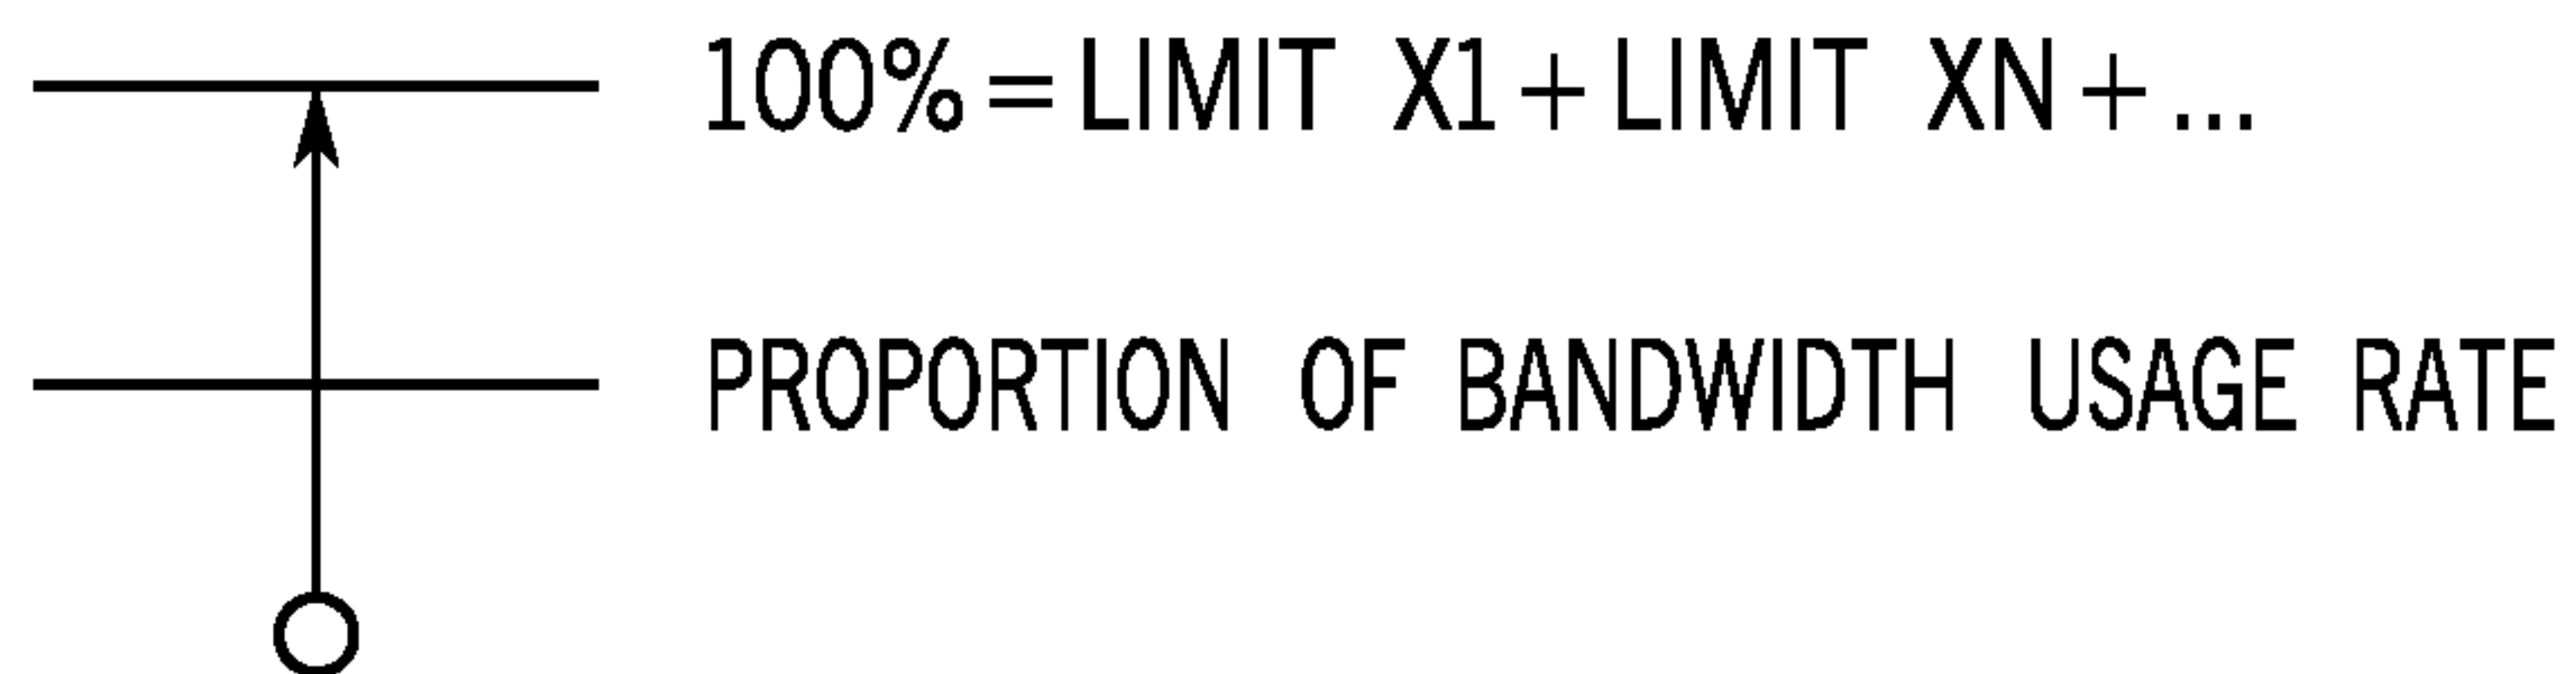 100%=LIMIT X1+LIMIT XN+...
PROPORTION OF BANDWIDTH USAGE RATE